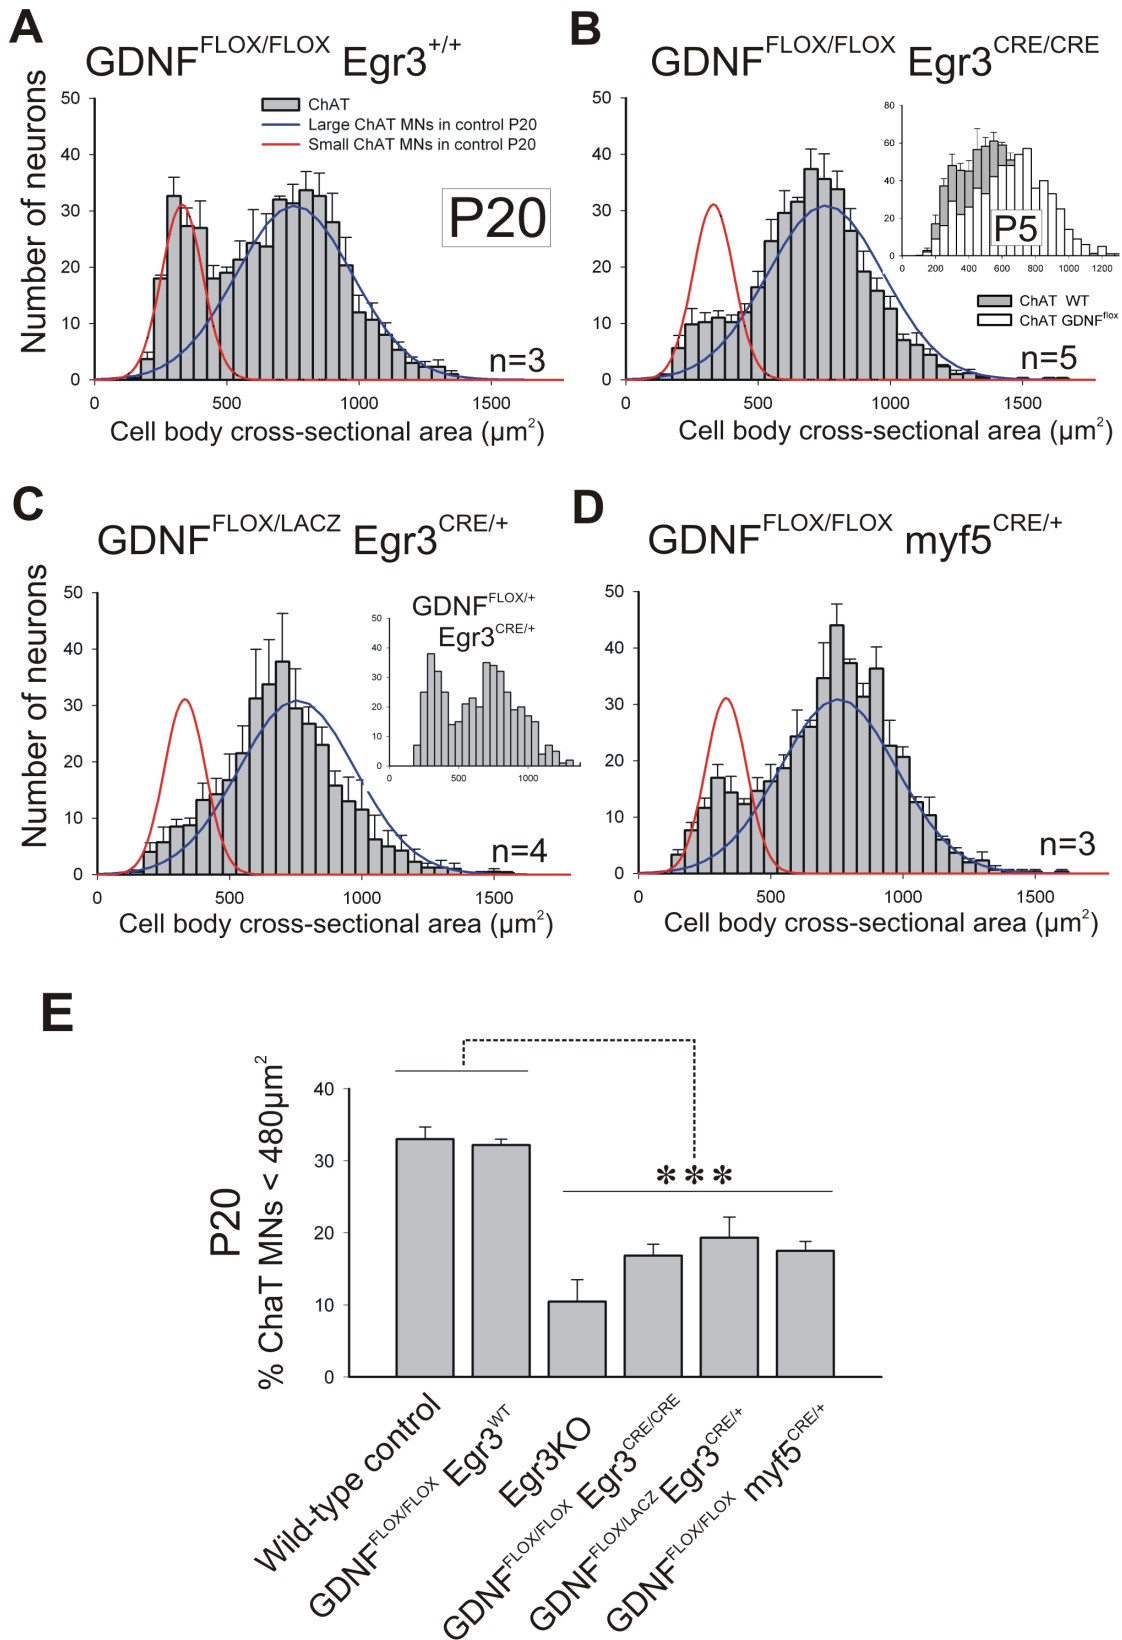 A
GDNF^FLOX/FLOX Egr3^+/+
Number of neurons
50
40
30
20
10
0
ChAT
Large ChAT MNs in control P20
Small ChAT MNs in control P20
P20
n=3
0 500 1000 1500
Cell body cross-sectional area (µm²)
B
GDNF^FLOX/FLOX Egr3^CRE/CRE
50
40
30
20
10
0
80
60
40
20
0
P5
0 200 400 600 800 1000 1200
ChAT WT
ChAT GDNF^flox
n=5
0 500 1000 1500
Cell body cross-sectional area (µm²)
C
GDNF^FLOX/LACZ Egr3^CRE/+
Number of neurons
50
40
30
20
10
0
GDNF^FLOX/+
Egr3^CRE/+
50
40
30
20
10
0
0 500 1000
n=4
0 500 1000 1500
Cell body cross-sectional area (µm²)
D
GDNF^FLOX/FLOX myf5^CRE/+
50
40
30
20
10
0
n=3
0 500 1000 1500
Cell body cross-sectional area (µm²)
E
P20
% ChaT MNs < 480µm²
40
30
20
10
0
***
Wild-type control
GDNF^FLOX/FLOX Egr3^WT
Egr3KO
GDNF^FLOX/FLOX Egr3^CRE/CRE
GDNF^FLOX/LACZ Egr3^CRE/+
GDNF^FLOX/FLOX myf5^CRE/+